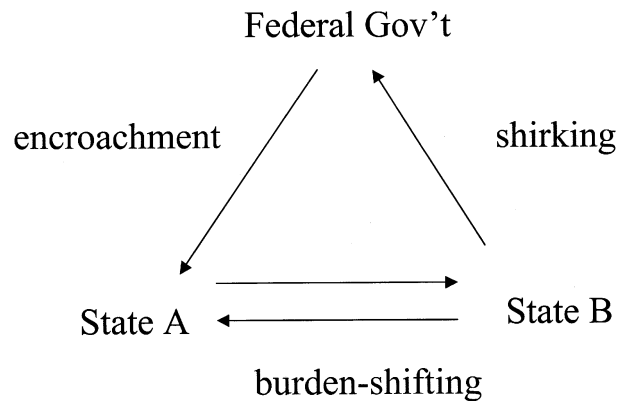 Federal Gov't
encroachment
shirking
State A
State B
burden-shifting